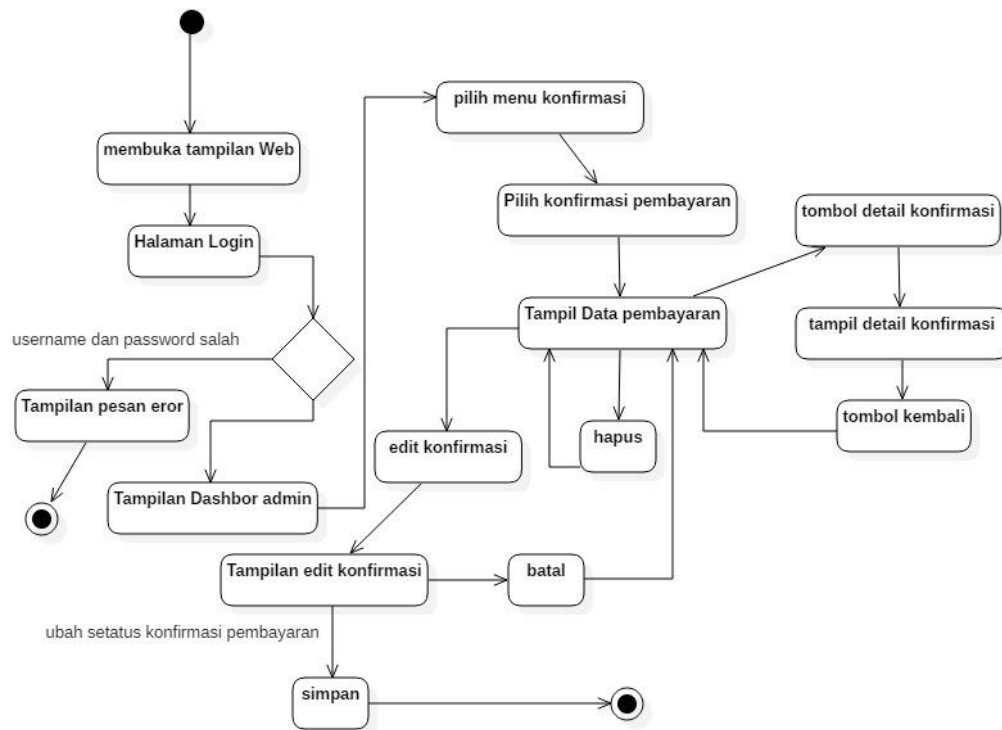 pilih menu konfirmasi
membuka tampilan Web
Pilih konfirmasi pembayaran
tombol detail konfirmasi
Halaman Login
Tampil Data pembayaran
tampil detail konfirmasi
username dan password salah
Tampilan pesan eror
tombol kembali
hapus
edit konfirmasi
Tampilan Dashbor admin
Tampilan edit konfirmasi
batal
ubah setatus konfirmasi pembayaran
simpan